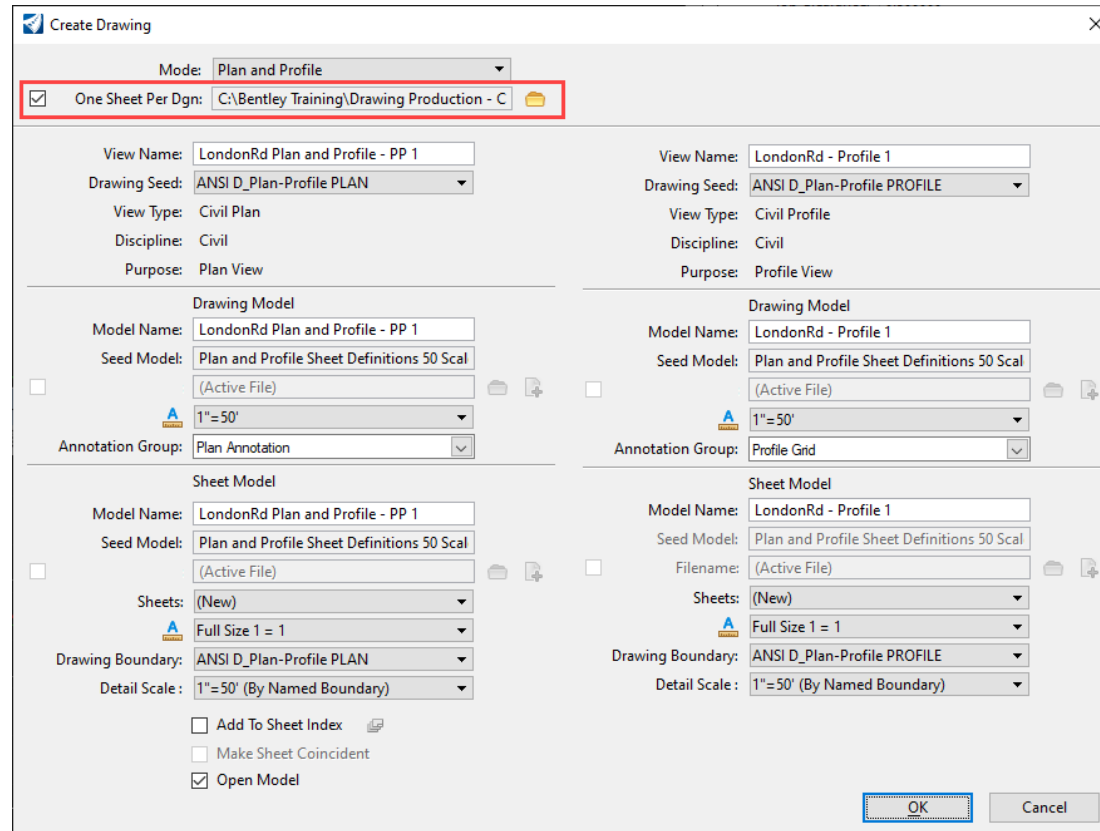 Create Drawing
Mode: Plan and Profile
One Sheet Per Dgn: C:\Bentley Training\Drawing Production - C
View Name: LondonRd Plan and Profile - PP 1
Drawing Seed: ANSI D_Plan-Profile PLAN
View Type: Civil Plan
Discipline: Civil
Purpose: Plan View
Drawing Model
Model Name: LondonRd Plan and Profile - PP 1
Seed Model: Plan and Profile Sheet Definitions 50 Scal
(Active File)
1"=50'
Annotation Group: Plan Annotation
Sheet Model
Model Name: LondonRd Plan and Profile - PP 1
Seed Model: Plan and Profile Sheet Definitions 50 Scal
(Active File)
Sheets: (New)
Full Size 1 = 1
Drawing Boundary: ANSI D_Plan-Profile PLAN
Detail Scale : 1"=50' (By Named Boundary)
Add To Sheet Index
Make Sheet Coincident
Open Model
View Name: LondonRd - Profile 1
Drawing Seed: ANSI D_Plan-Profile PROFILE
View Type: Civil Profile
Discipline: Civil
Purpose: Profile View
Drawing Model
Model Name: LondonRd - Profile 1
Seed Model: Plan and Profile Sheet Definitions 50 Scal
(Active File)
1"=50'
Annotation Group: Profile Grid
Sheet Model
Model Name: LondonRd - Profile 1
Seed Model: Plan and Profile Sheet Definitions 50 Scal
Filename: (Active File)
Sheets: (New)
Full Size 1 = 1
Drawing Boundary: ANSI D_Plan-Profile PROFILE
Detail Scale : 1"=50' (By Named Boundary)
OK
Cancel